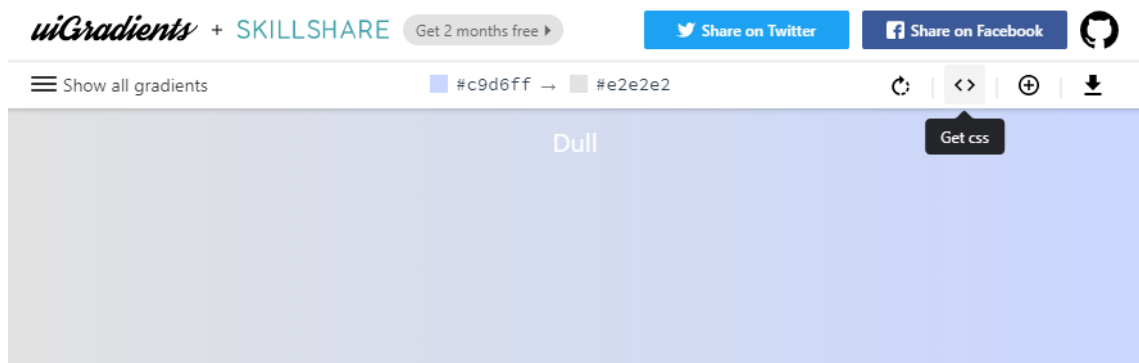 uiGradients + SKILLSHARE Get 2 months free Share on Twitter Share on Facebook
Show all gradients #c9d6ff → #e2e2e2 <>
Get css
Dull